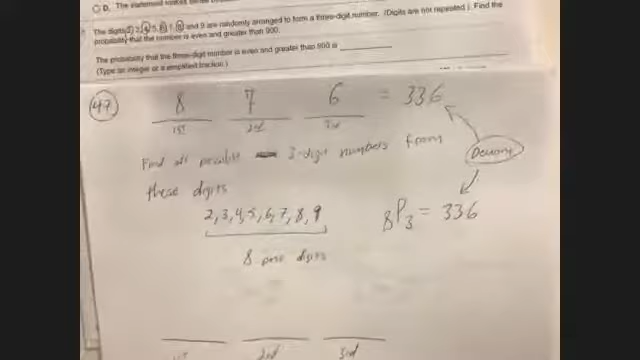 D. The statement makes sense
The digits 2, 3, 4, 5, 6, 7, 8, and 9 are randomly arranged to form a three-digit number. (Digits are not repeated.) Find the
probability that the number is even and greater than 900.
The probability that the three-digit number is even and greater than 900 is
(Type an integer or a simplified fraction.)
47 8 7 6 = 336
1st 2nd 3rd
Find all possible 3-digit numbers from
these digits
Denom
2,3,4,5,6,7,8,9
8P3 = 336
8 poss digits
1st 2nd 3rd